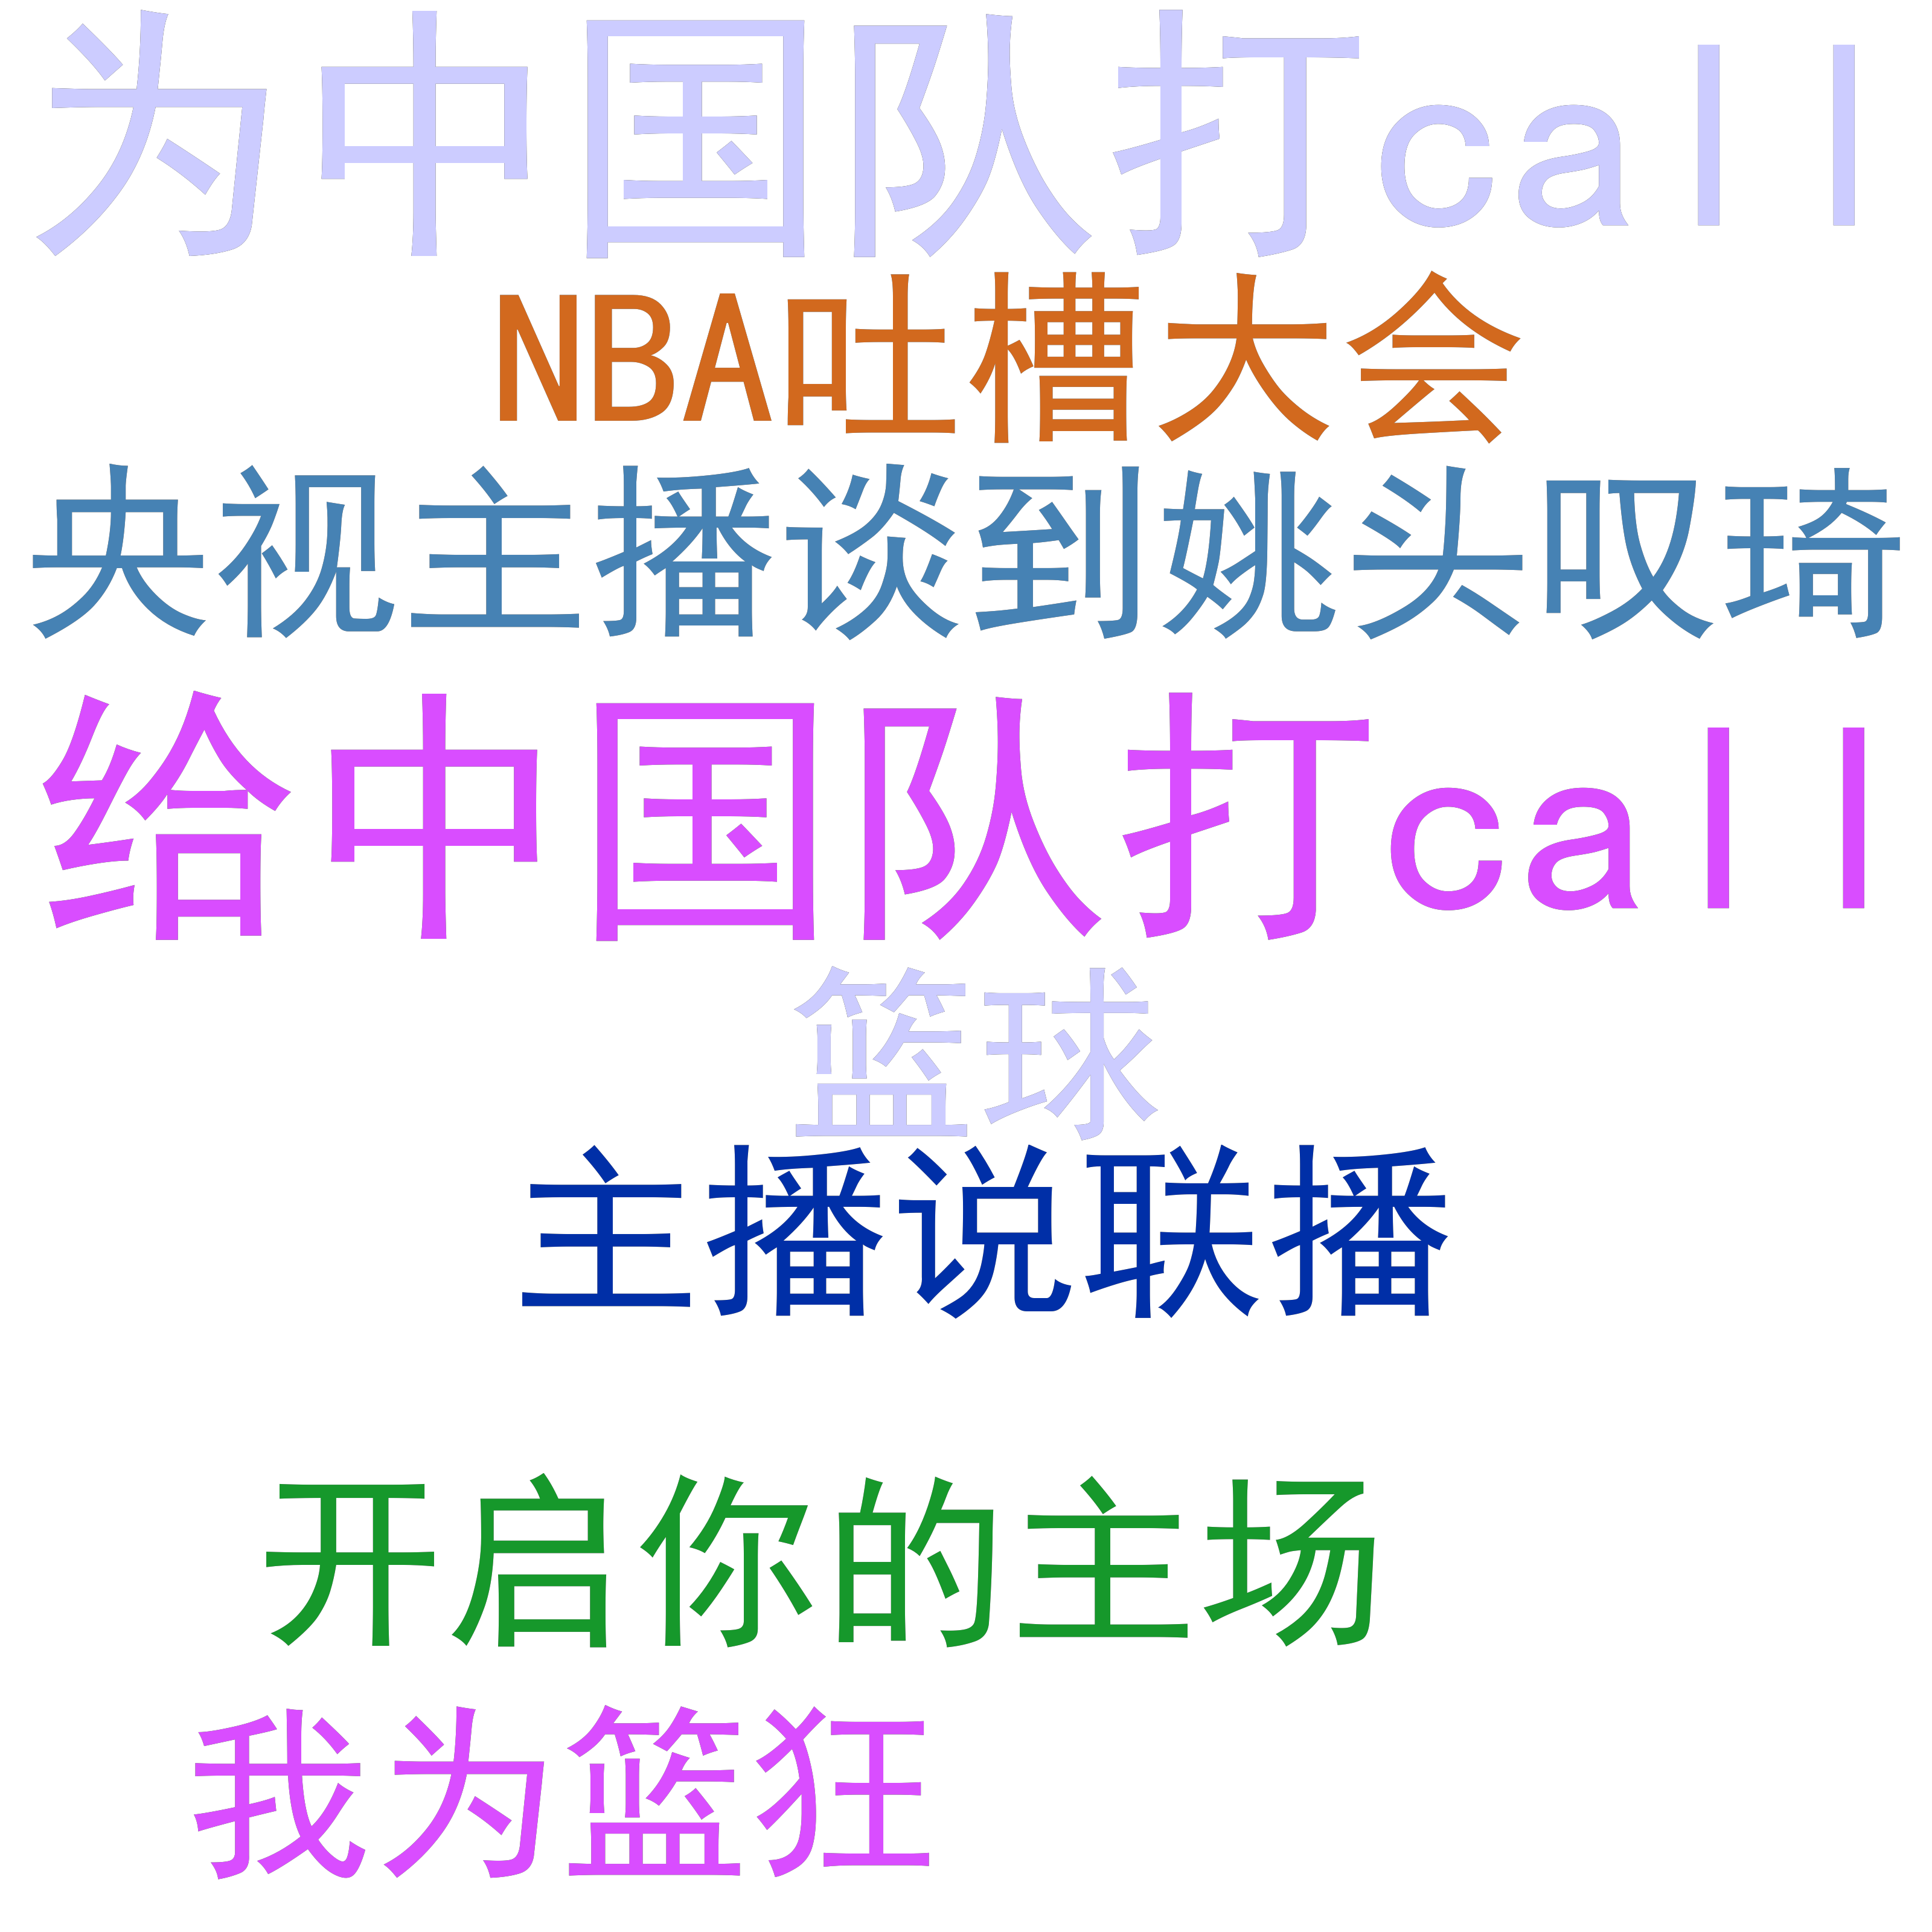 为中国队打call
NBA吐槽大会
央视主播谈到姚头叹琦
给中国队打call
篮球
主播说联播
开启你的主场
我为篮狂